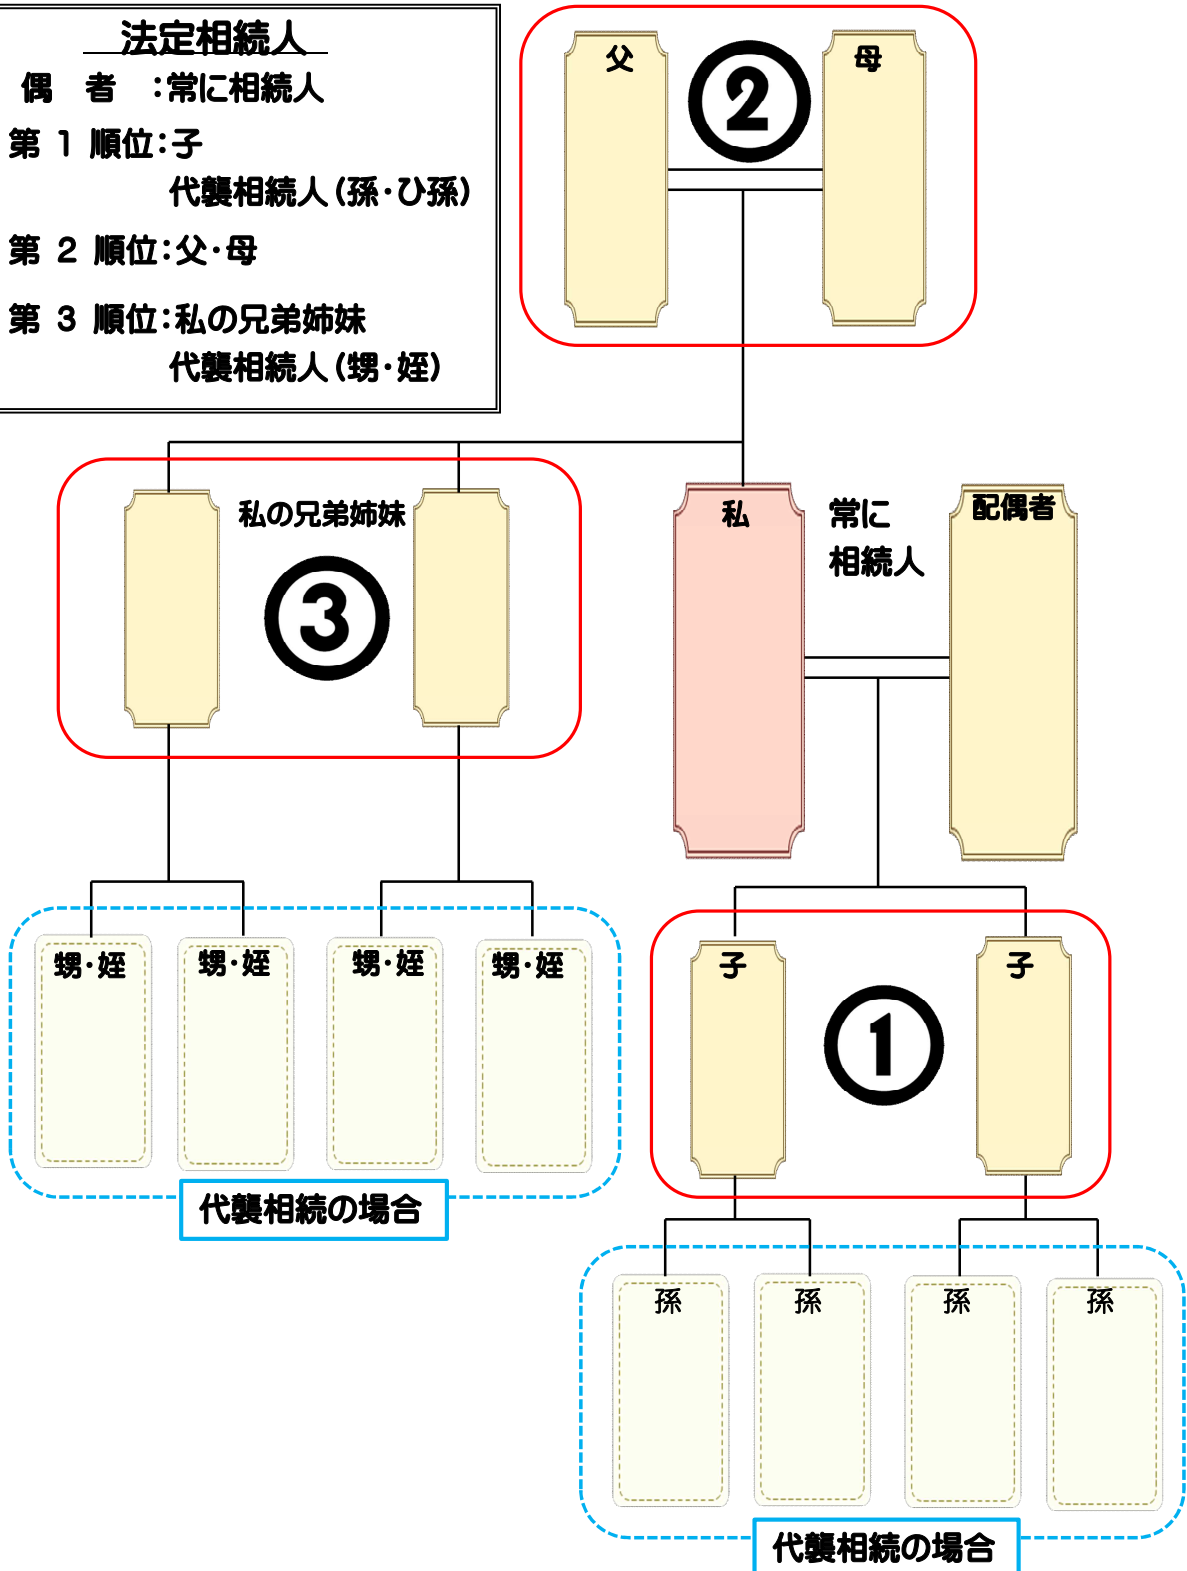 法定相続人
偶 者 :常に相続人
第 1 順位:子
代襲相続人(孫・ひ孫)
第 2 順位:父・母
第 3 順位:私の兄弟姉妹
代襲相続人(甥・姪)
父
②
母
私の兄弟姉妹
③
私
常に
相続人
配偶者
甥・姪
甥・姪
甥・姪
甥・姪
代襲相続の場合
子
①
子
孫
孫
孫
孫
代襲相続の場合